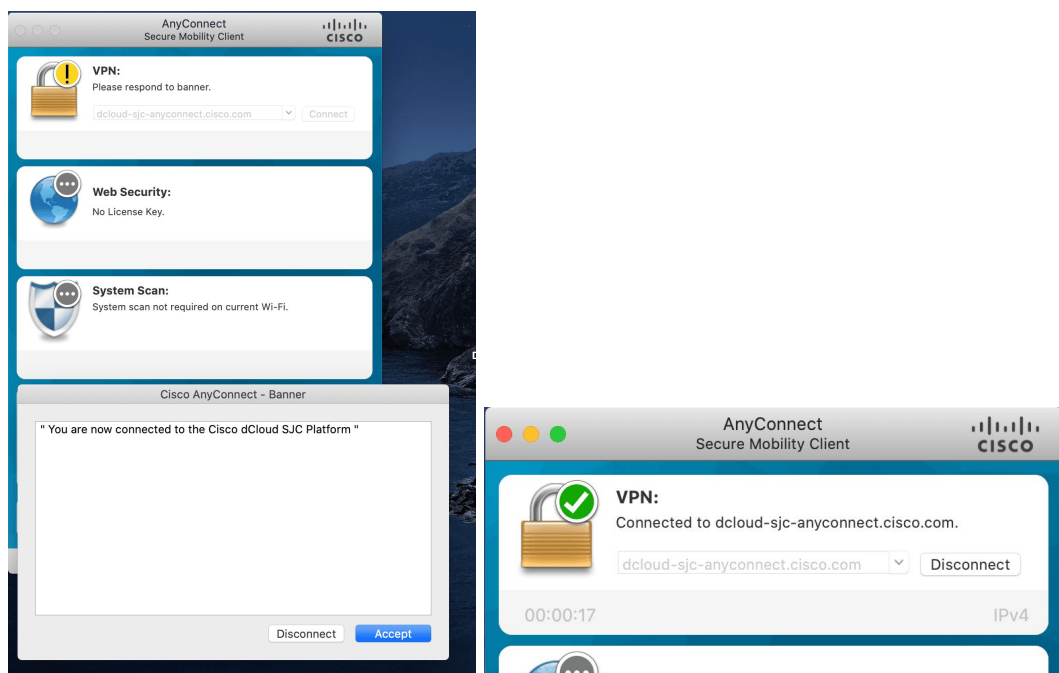 AnyConnect
Secure Mobility Client
CISCO
VPN:
Please respond to banner.
dcloud-sjc-anyconnect.cisco.com
Connect
Web Security:
No License Key.
System Scan:
System scan not required on current Wi-Fi.
Cisco AnyConnect - Banner
" You are now connected to the Cisco dCloud SJC Platform "
Disconnect
Accept
AnyConnect
Secure Mobility Client
CISCO
VPN:
Connected to dcloud-sjc-anyconnect.cisco.com.
dcloud-sjc-anyconnect.cisco.com
Disconnect
00:00:17
IPv4